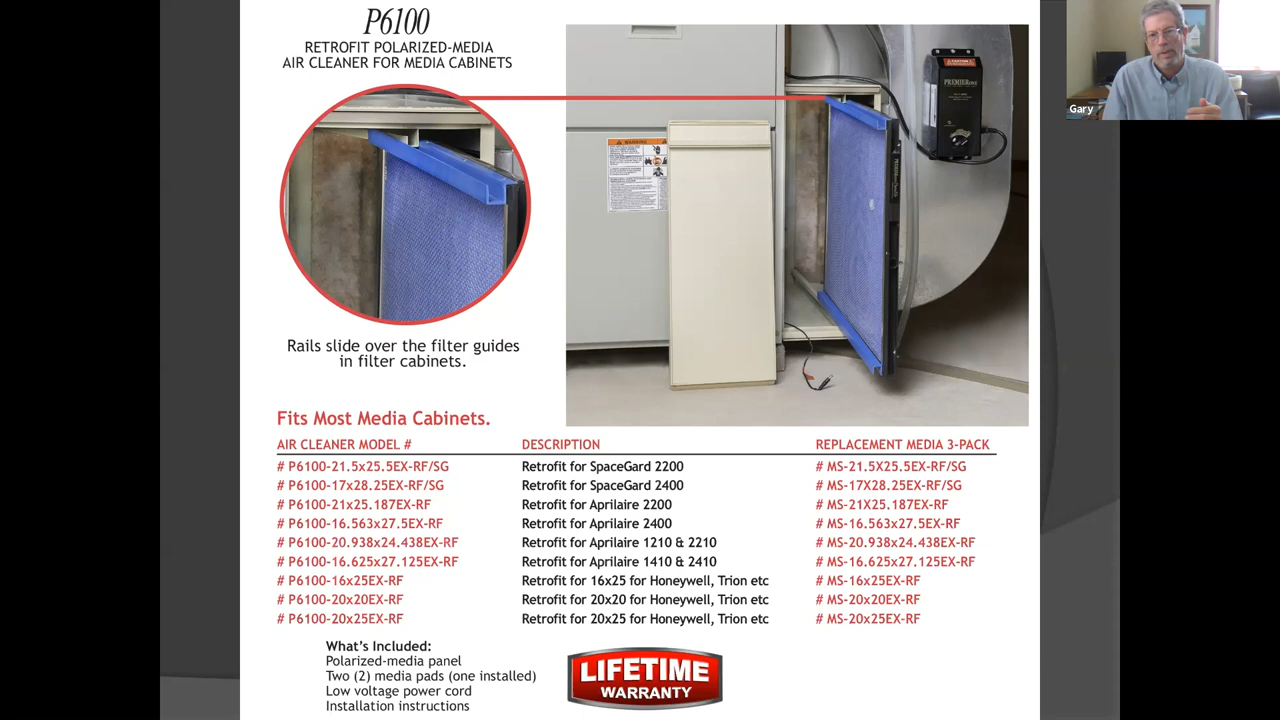 P6100
RETROFIT POLARIZED-MEDIA
AIR CLEANER FOR MEDIA CABINETS
Gary
PREMIERone
WARNING
Rails slide over the filter guides
in filter cabinets.
Fits Most Media Cabinets.
AIR CLEANER MODEL # DESCRIPTION REPLACEMENT MEDIA 3-PACK
# P6100-21.5x25.5EX-RF/SG Retrofit for SpaceGard 2200 # MS-21.5X25.5EX-RF/SG
# P6100-17x28.25EX-RF/SG Retrofit for SpaceGard 2400 # MS-17X28.25EX-RF/SG
# P6100-21x25.187EX-RF Retrofit for Aprilaire 2200 # MS-21X25.187EX-RF
# P6100-16.563x27.5EX-RF Retrofit for Aprilaire 2400 # MS-16.563x27.5EX-RF
# P6100-20.938x24.438EX-RF Retrofit for Aprilaire 1210 & 2210 # MS-20.938x24.438EX-RF
# P6100-16.625x27.125EX-RF Retrofit for Aprilaire 1410 & 2410 # MS-16.625x27.125EX-RF
# P6100-16x25EX-RF Retrofit for 16x25 for Honeywell, Trion etc # MS-16x25EX-RF
# P6100-20x20EX-RF Retrofit for 20x20 for Honeywell, Trion etc # MS-20x20EX-RF
# P6100-20x25EX-RF Retrofit for 20x25 for Honeywell, Trion etc # MS-20x25EX-RF
What's Included:
Polarized-media panel
Two (2) media pads (one installed)
Low voltage power cord
Installation instructions
LIFETIME
WARRANTY